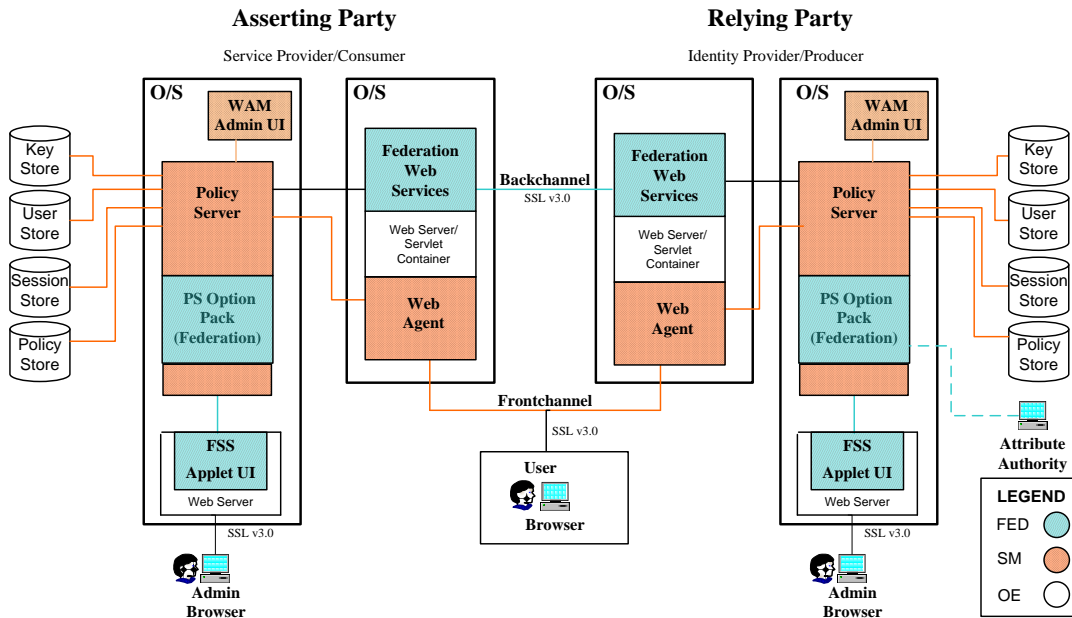 Asserting Party
Relying Party
Service Provider/Consumer
Identity Provider/Producer
O/S
WAM
Admin UI
Policy
Server
PS Option
Pack
(Federation)
FSS
Applet UI
Web Server
SSL v3.0
Admin
Browser
Key
Store
User
Store
Session
Store
Policy
Store
O/S
Federation
Web
Services
Web Server/
Servlet
Container
Web
Agent
Backchannel
SSL v3.0
Frontchannel
SSL v3.0
User
Browser
O/S
Federation
Web
Services
Web Server/
Servlet
Container
Web
Agent
O/S
WAM
Admin UI
Policy
Server
PS Option
Pack
(Federation)
FSS
Applet UI
Web Server
SSL v3.0
Admin
Browser
Key
Store
User
Store
Session
Store
Policy
Store
Attribute
Authority
LEGEND
FED
SM
OE